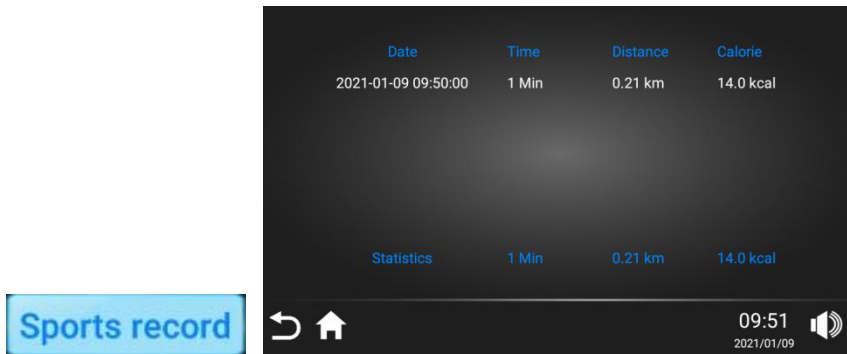 Date Time Distance Calorie
2021-01-09 09:50:00 1 Min 0.21 km 14.0 kcal
Statistics 1 Min 0.21 km 14.0 kcal
Sports record
09:51
2021/01/09